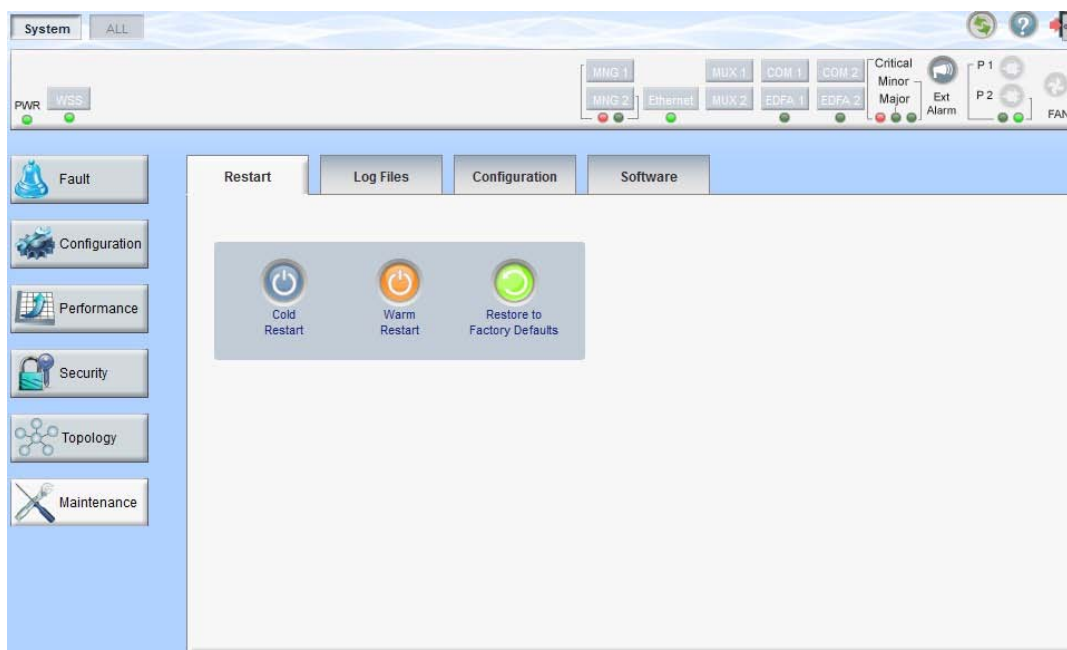 System ALL
MNG 1 MUX 1 COM 1 COM 2 Critical P 1
Minor
PWR WSS MNG 2 Ethernet MUX 2 EDFA 1 EDFA 2 Major Ext P 2
Alarm FAN
Fault
Configuration
Performance
Security
Topology
Maintenance
Restart Log Files Configuration Software
Cold Warm Restore to
Restart Restart Factory Defaults